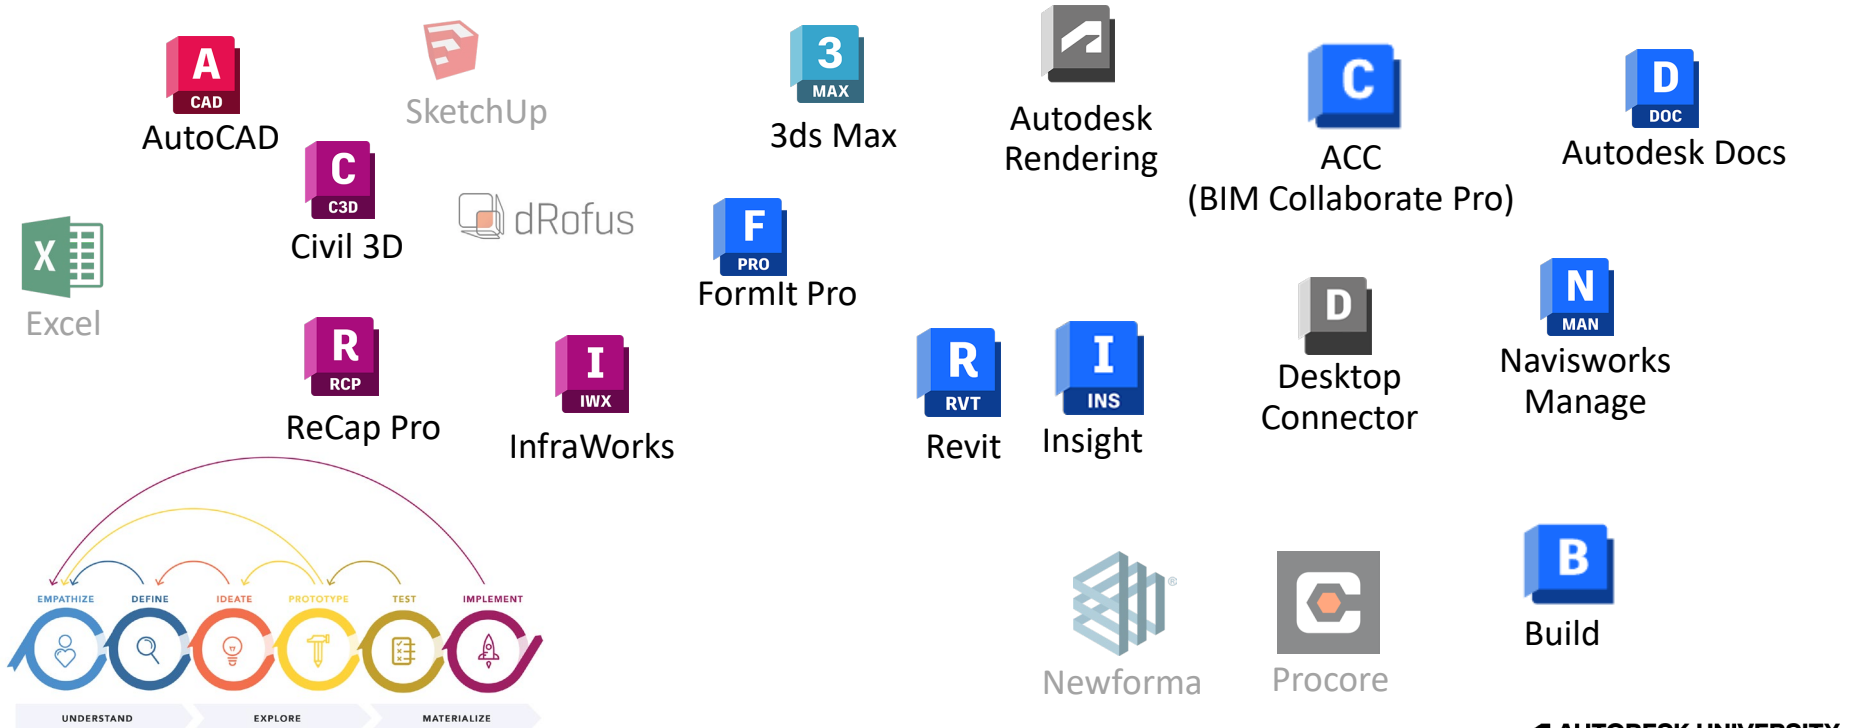 A
CAD
AutoCAD
SketchUp
3
MAX
3ds Max
Autodesk
Rendering
C
ACC
(BIM Collaborate Pro)
D
DOC
Autodesk Docs
C
C3D
Civil 3D
dRofus
X
Excel
F
PRO
FormIt Pro
R
RCP
ReCap Pro
I
IWX
InfraWorks
R
RVT
Revit
I
INS
Insight
D
Desktop
Connector
N
MAN
Navisworks
Manage
EMPATHIZE
DEFINE
IDEATE
PROTOTYPE
TEST
IMPLEMENT
UNDERSTAND
EXPLORE
MATERIALIZE
®
Newforma
C
Procore
B
Build
AUTODESK UNIVERSITY